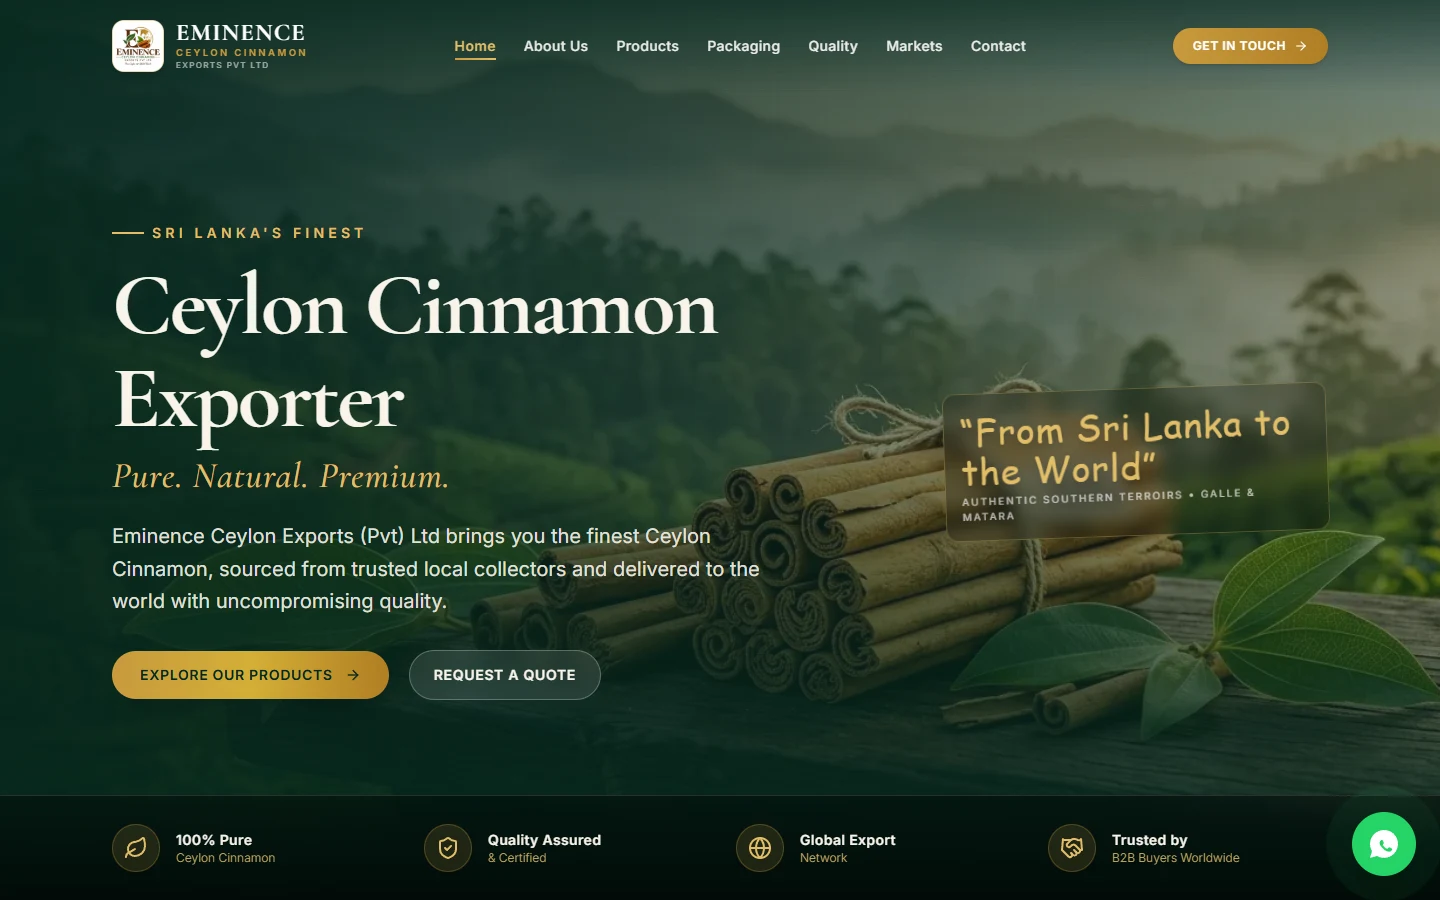 EMINENCE
CEYLON CINNAMON
EXPORTS PVT LTD
Home
About Us
Products
Packaging
Quality
Markets
Contact
GET IN TOUCH
SRI LANKA'S FINEST
Ceylon Cinnamon
Exporter
Pure. Natural. Premium.
Eminence Ceylon Exports (Pvt) Ltd brings you the finest Ceylon
Cinnamon, sourced from trusted local collectors and delivered to the
world with uncompromising quality.
EXPLORE OUR PRODUCTS
REQUEST A QUOTE
“From Sri Lanka to
the World”
AUTHENTIC SOUTHERN TERROIRS • GALLE &
MATARA
100% Pure
Ceylon Cinnamon
Quality Assured
& Certified
Global Export
Network
Trusted by
B2B Buyers Worldwide